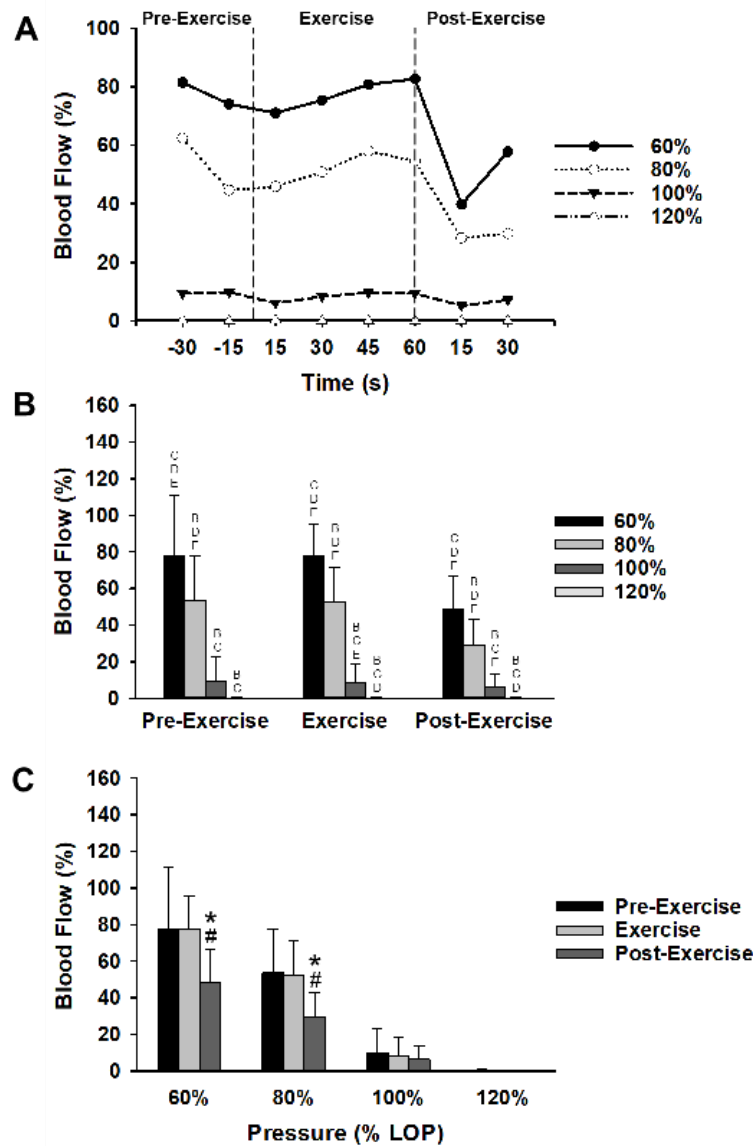 A
Pre-Exercise Exercise Post-Exercise
100
80
60
40
20
0
Blood Flow (%)
-30 -15 15 30 45 60 15 30
Time (s)
60%
80%
100%
120%
B
160
140
120
100
80
60
40
20
0
Blood Flow (%)
Pre-Exercise Exercise Post-Exercise
60%
80%
100%
120%
C
160
140
120
100
80
60
40
20
0
Blood Flow (%)
*
#
*
#
60% 80% 100% 120%
Pressure (% LOP)
Pre-Exercise
Exercise
Post-Exercise